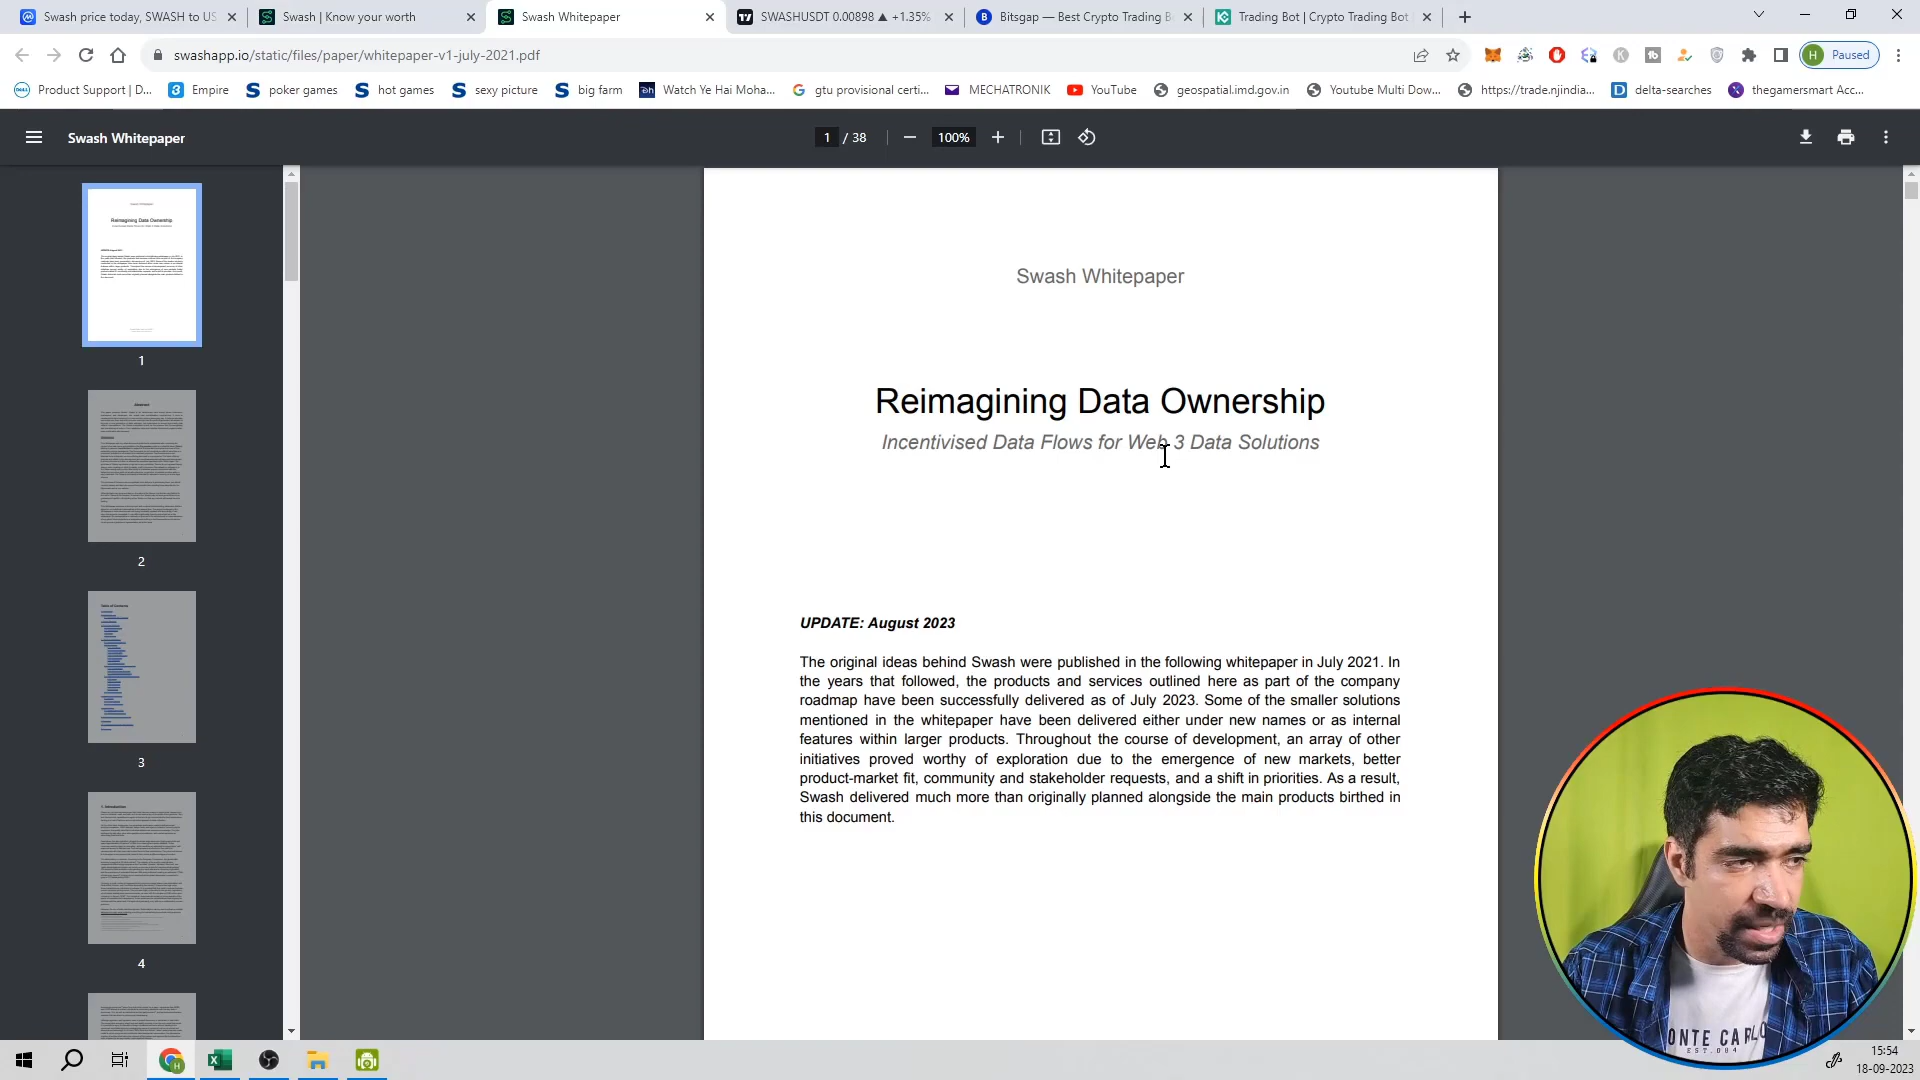 Swash price today, SWASH to US
Swash | Know your worth
Swash Whitepaper
SWASHUSDT 0.00898 ▲ +1.35%
Bitsgap — Best Crypto Trading B
Trading Bot | Crypto Trading Bot
swashapp.io/static/files/paper/whitepaper-v1-july-2021.pdf
H Paused
Product Support | D...
Empire
poker games
hot games
sexy picture
big farm
Watch Ye Hai Moha...
gtu provisional certi...
MECHATRONIK
YouTube
geospatial.imd.gov.in
Youtube Multi Dow...
https://trade.njindia...
delta-searches
thegamersmart Acc...
Swash Whitepaper
1 / 38
100%
1
2
3
4
Swash Whitepaper
Reimagining Data Ownership
Incentivised Data Flows for Web 3 Data Solutions
UPDATE: August 2023
The original ideas behind Swash were published in the following whitepaper in July 2021. In
the years that followed, the products and services outlined here as part of the company
roadmap have been successfully delivered as of July 2023. Some of the smaller solutions
mentioned in the whitepaper have been delivered either under new names or as internal
features within larger products. Throughout the course of development, an array of other
initiatives proved worthy of exploration due to the emergence of new markets, better
product-market fit, community and stakeholder requests, and a shift in priorities. As a result,
Swash delivered much more than originally planned alongside the main products birthed in
this document.
ONTE CARLO
15:54
18-09-2023